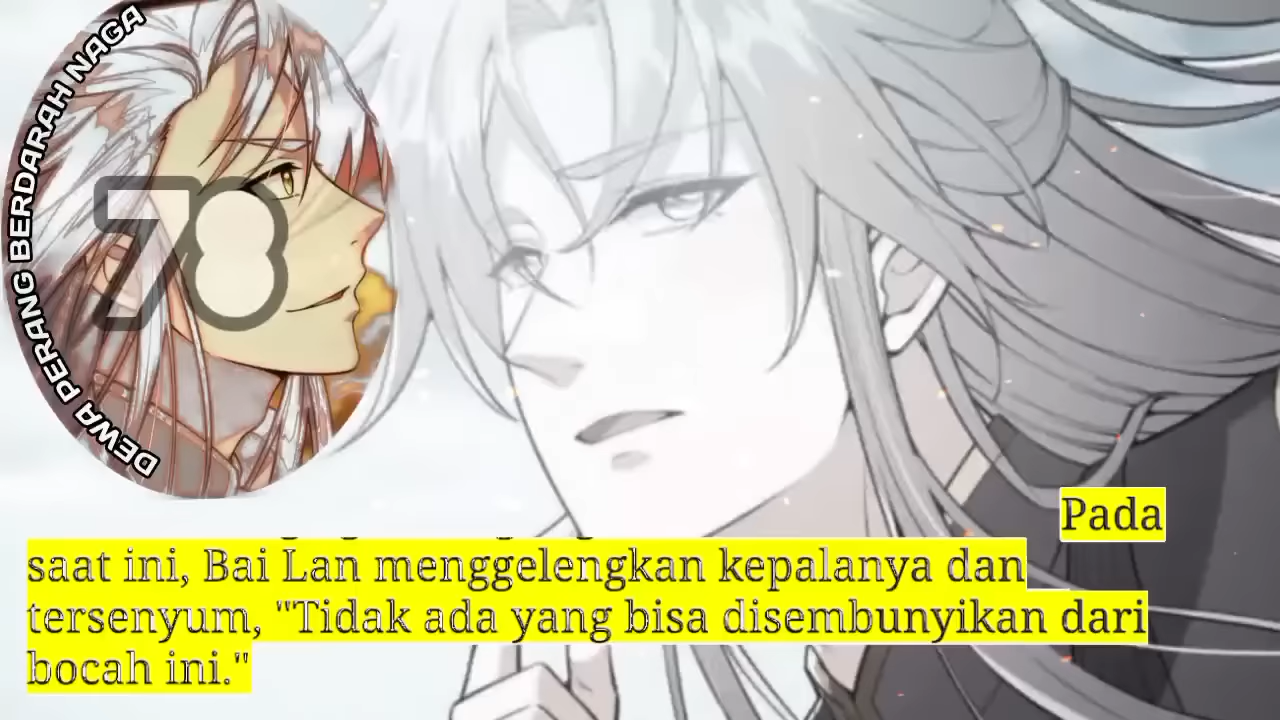 DEWA PERANG BERDARAH NAGA
78
Pada
saat ini, Bai Lan menggelengkan kepalanya dan
tersenyum, "Tidak ada yang bisa disembunyikan dari
bocah ini."